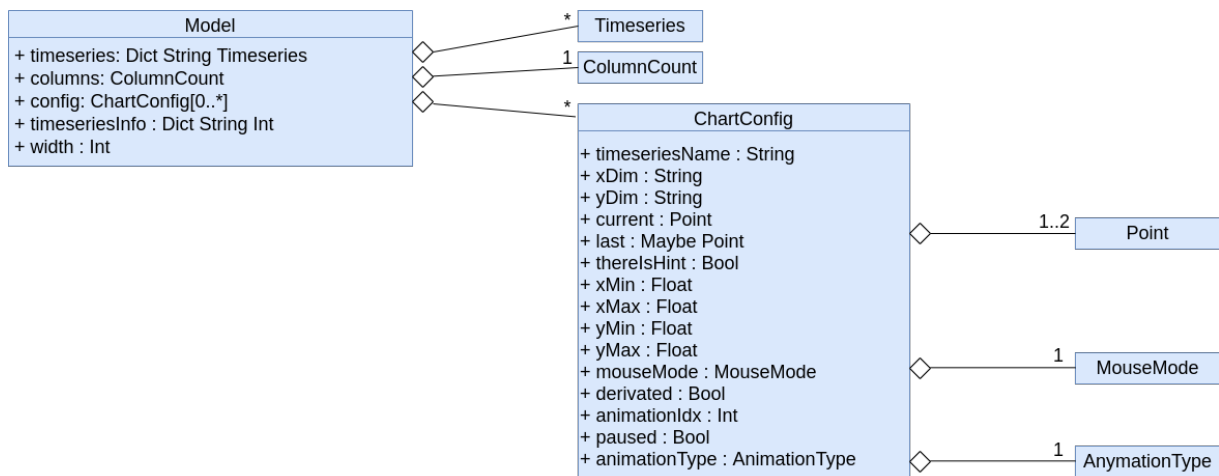 Model
+ timeseries: Dict String Timeseries
+ columns: ColumnCount
+ config: ChartConfig[0..*]
+ timeseriesInfo : Dict String Int
+ width : Int
*
Timeseries
1
ColumnCount
*
ChartConfig
+ timeseriesName : String
+ xDim : String
+ yDim : String
+ current : Point
+ last : Maybe Point
+ thereIsHint : Bool
+ xMin : Float
+ xMax : Float
+ yMin : Float
+ yMax : Float
+ mouseMode : MouseMode
+ derivated : Bool
+ animationIdx : Int
+ paused : Bool
+ animationType : AnimationType
1..2
Point
1
MouseMode
1
AnymationType